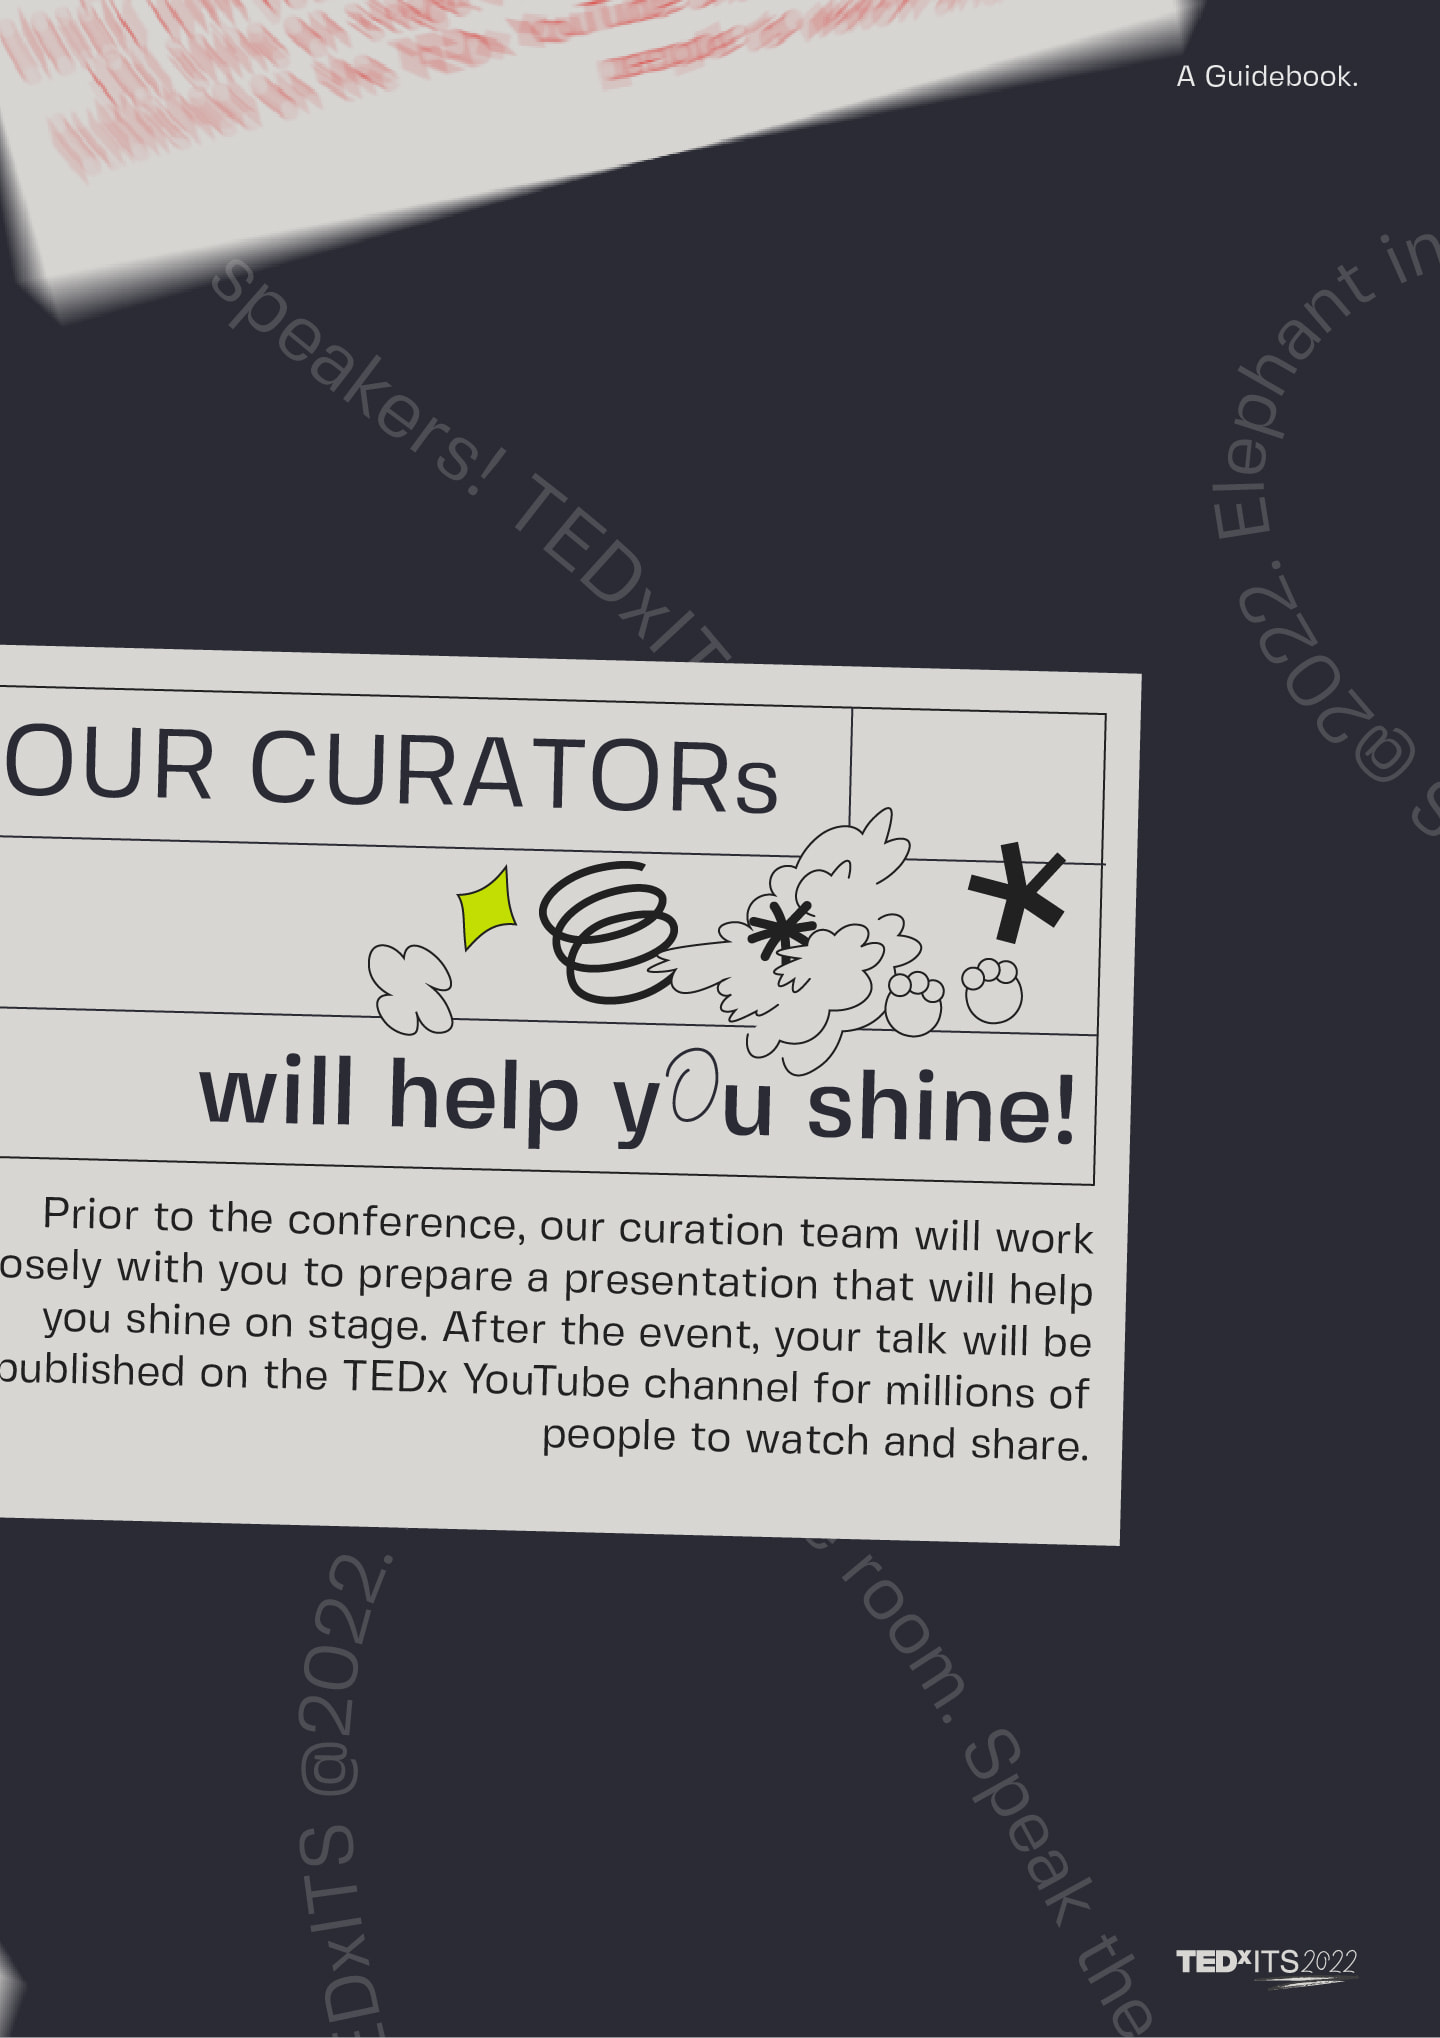 A Guidebook.
speakers! TEDxIT
Elephant in
@2022.
OUR CURATORs
will help yOu shine!
Prior to the conference, our curation team will work
osely with you to prepare a presentation that will help
you shine on stage. After the event, your talk will be
published on the TEDx YouTube channel for millions of
people to watch and share.
EDxITS @2022.
room. Speak the
TEDxITS2022